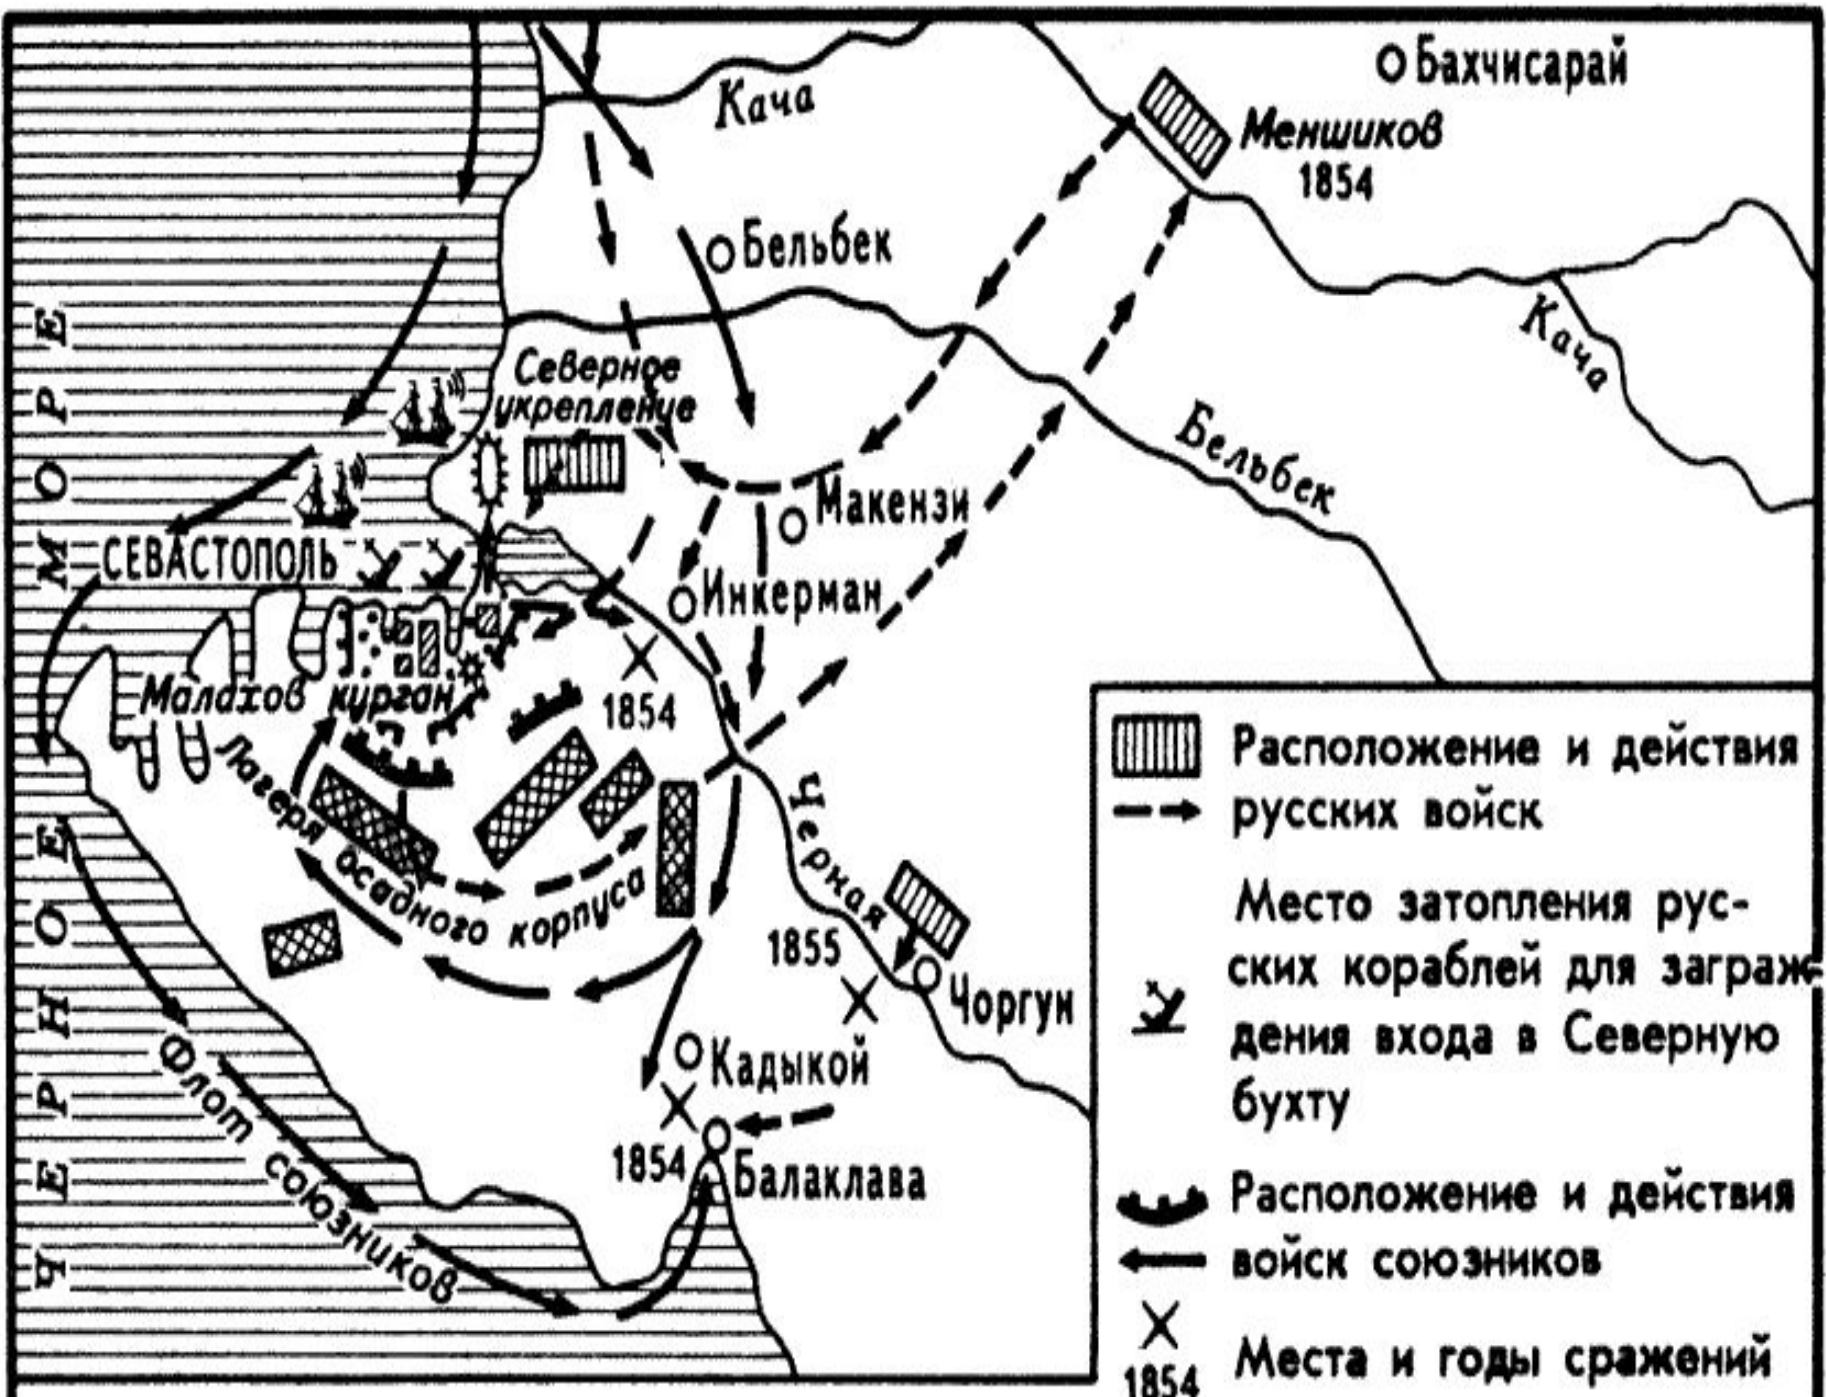 Бахчисарай
Кача
Меншиков
1854
Бельбек
Кача
Северное
укрепление
Бельбек
Макензи
СЕВАСТОПОЛЬ
Инкерман
Малахов курган
1854
Лагеря осадного корпуса
Черная
1855
Чоргун
Кадыкой
1854
Балаклава
Флот союзников
ЧЕРНОЕ МОРЕ
Расположение и действия
русских войск
Место затопления рус-
ских кораблей для заграж-
дения входа в Северную
бухту
Расположение и действия
войск союзников
1854 Места и годы сражений